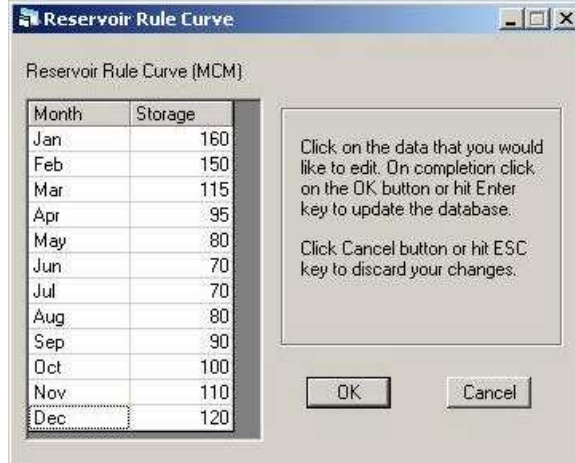 Reservoir Rule Curve
Reservoir Rule Curve (MCM)
Month Storage
Jan 160
Feb 150
Mar 115
Apr 95
May 80
Jun 70
Jul 70
Aug 80
Sep 90
Oct 100
Nov 110
Dec 120
Click on the data that you would
like to edit. On completion click
on the OK button or hit Enter
key to update the database.
Click Cancel button or hit ESC
key to discard your changes.
OK Cancel